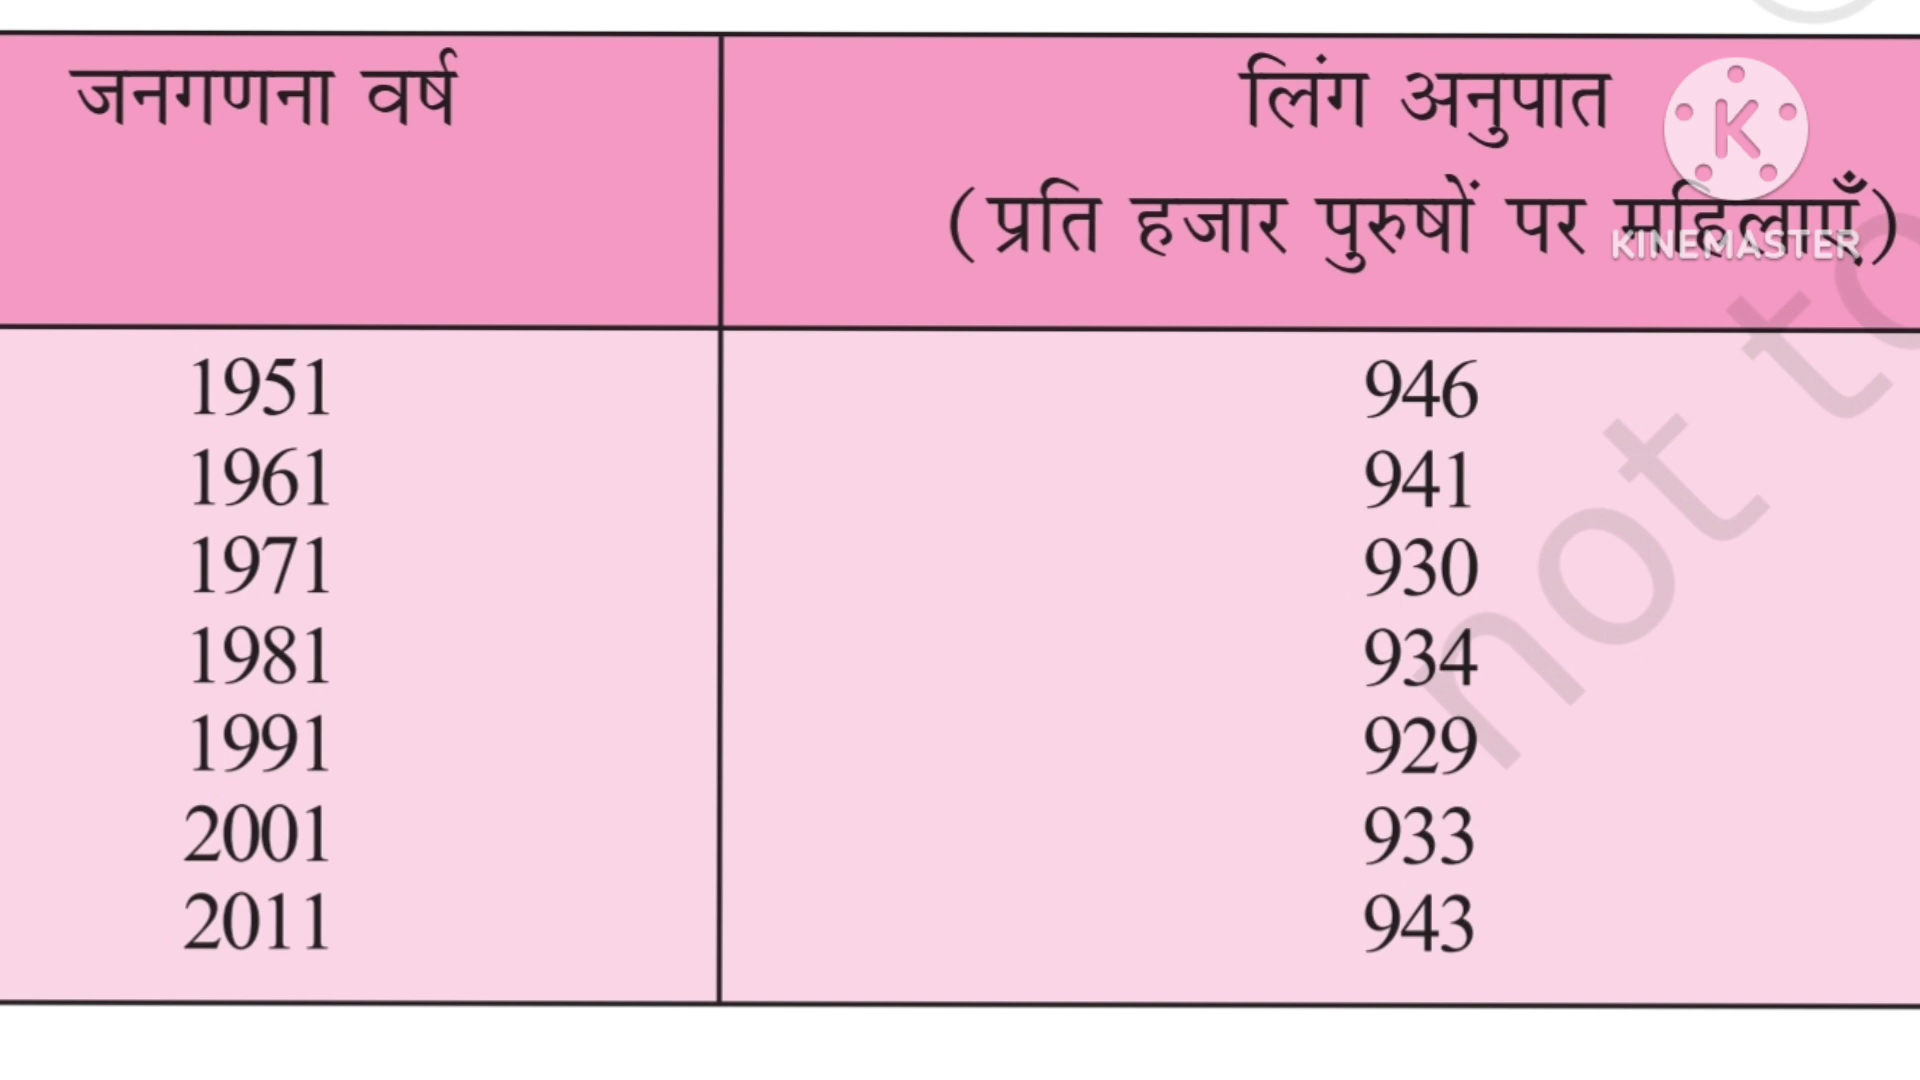 जनगणना वर्ष
लिंग अनुपात
(प्रति हजार पुरुषों पर महिलाएँ)
K
KINEMASTER
1951 946
1961 941
1971 930
1981 934
1991 929
2001 933
2011 943
not to